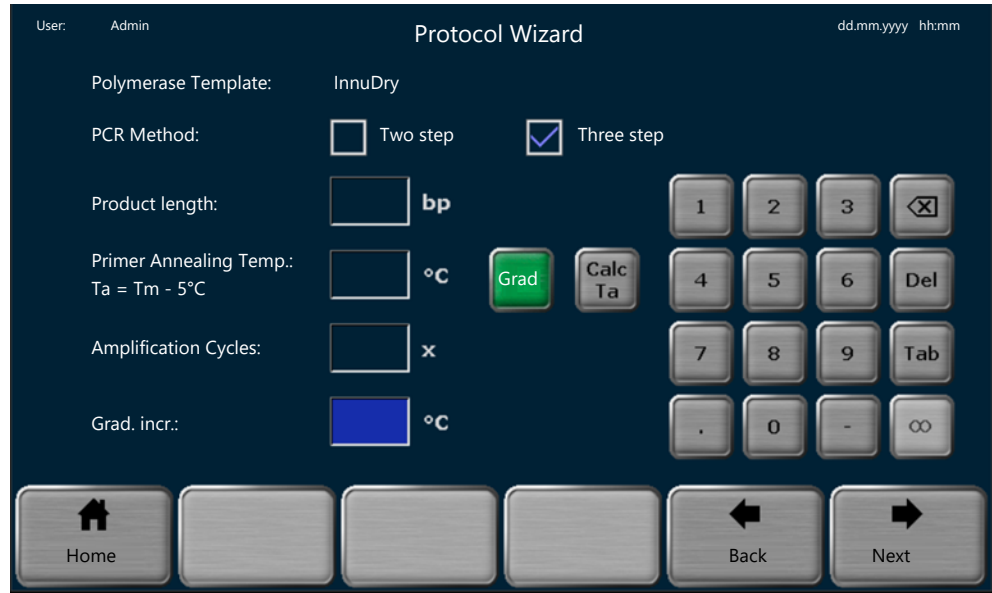 User: Admin Protocol Wizard dd.mm.yyyy hh:mm
Polymerase Template: InnuDry
PCR Method: Two step Three step
Product length: bp 1 2 3
Primer Annealing Temp.:
Ta = Tm - 5°C
°C Grad Calc
Ta
4 5 6 Del
Amplification Cycles: x 7 8 9 Tab
Grad. incr.: °C . 0 - ∞
Home Back Next